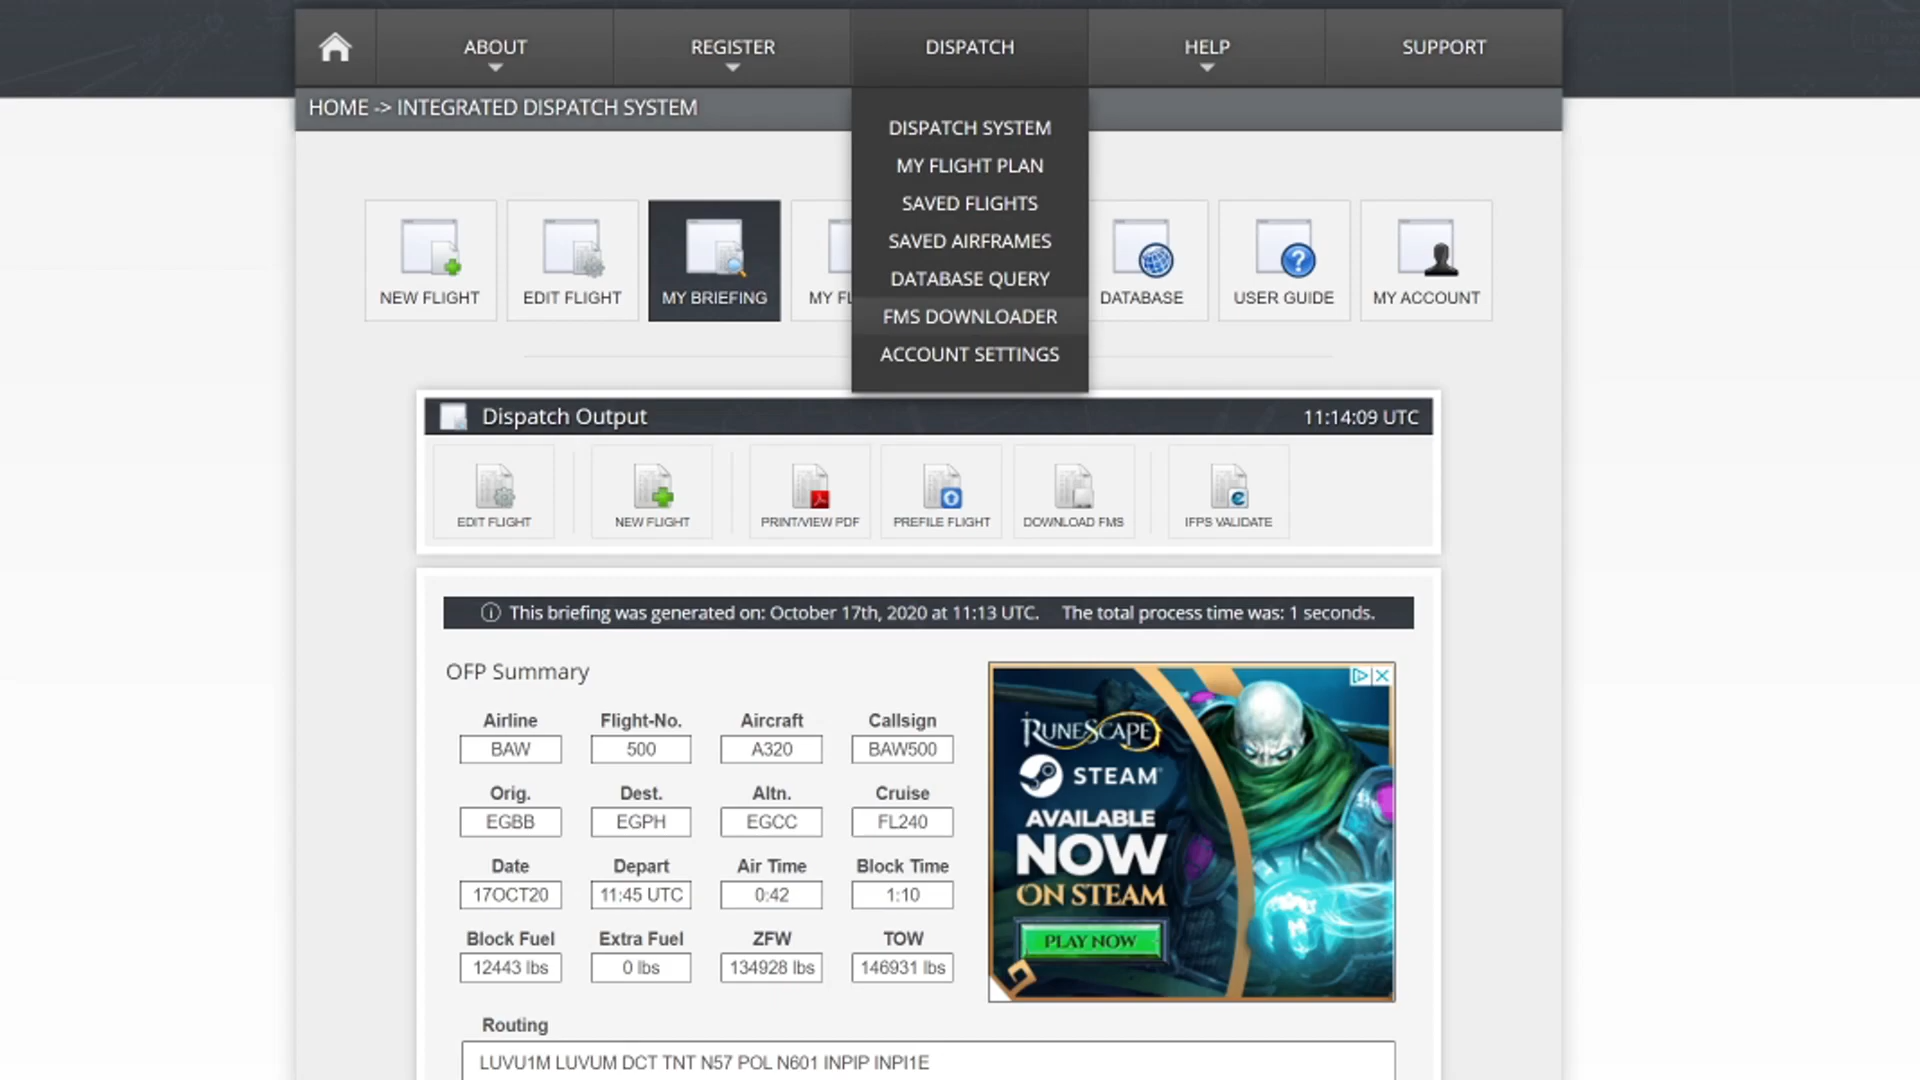 ABOUT
REGISTER
DISPATCH
HELP
SUPPORT
HOME -> INTEGRATED DISPATCH SYSTEM
DISPATCH SYSTEM
MY FLIGHT PLAN
SAVED FLIGHTS
SAVED AIRFRAMES
DATABASE QUERY
FMS DOWNLOADER
ACCOUNT SETTINGS
NEW FLIGHT
EDIT FLIGHT
MY BRIEFING
MY FL
DATABASE
USER GUIDE
MY ACCOUNT
Dispatch Output
11:14:09 UTC
EDIT FLIGHT
NEW FLIGHT
PRINT/VIEW PDF
PREFILE FLIGHT
DOWNLOAD FMS
IFPS VALIDATE
This briefing was generated on: October 17th, 2020 at 11:13 UTC. The total process time was: 1 seconds.
OFP Summary
Airline Flight-No. Aircraft Callsign
BAW 500 A320 BAW500
Orig. Dest. Altn. Cruise
EGBB EGPH EGCC FL240
Date Depart Air Time Block Time
17OCT20 11:45 UTC 0:42 1:10
Block Fuel Extra Fuel ZFW TOW
12443 lbs 0 lbs 134928 lbs 146931 lbs
RUNESCAPE
STEAM
AVAILABLE
NOW
ON STEAM
PLAY NOW
Routing
LUVU1M LUVUM DCT TNT N57 POL N601 INPIP INPI1E